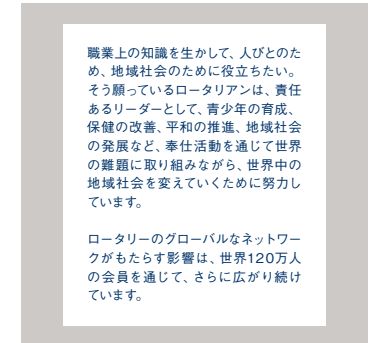 職業上の知識を生かして、人びとのた
め、地域社会のために役立ちたい。
そう願っているロータリアンは、責任
あるリーダーとして、青少年の育成、
保健の改善、平和の推進、地域社会
の発展など、奉仕活動を通じて世界
の難題に取り組みながら、世界中の
地域社会を変えていくために努力し
ています。
ロータリーのグローバルなネットワー
クがもたらす影響は、世界120万人
の会員を通じて、さらに広がり続け
ています。